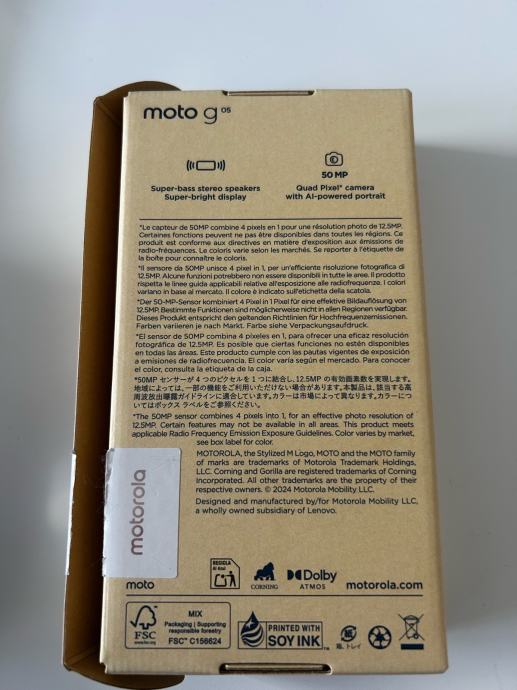 moto g 05
Super-bass stereo speakers
Super-bright display
50 MP
Quad Pixel* camera
with AI-powered portrait
*Le capteur de 50MP combine 4 pixels en 1 pour une résolution photo de 12.5MP.
Certaines fonctions peuvent ne pas être disponibles dans toutes les régions. Ce
produit est conforme aux directives en matière d'exposition aux émissions de
radio-fréquences. Le coloris varie selon les marchés. Se reporter à l'étiquette de
la boîte pour connaître le coloris.
*Il sensore da 50MP unisce 4 pixel in 1, per un'efficiente risoluzione fotografica di
12.5MP. Alcune funzioni potrebbero non essere disponibili in tutte le aree. Il prodotto
rispetta le linee guida applicabili relative all'esposizione alle radiofrequenze. I colori
variano in base al mercato. Il colore è indicato sull'etichetta della scatola.
*Der 50-MP-Sensor kombiniert 4 Pixel in 1 Pixel für eine effektive Bildauflösung von
12.5MP. Bestimmte Funktionen sind möglicherweise nicht in allen Regionen verfügbar.
Dieses Produkt entspricht den geltenden Richtlinien für Hochfrequenzemissionen.
Farben variieren je nach Markt. Farbe siehe Verpackungsaufdruck.
*El sensor de 50MP combina 4 píxeles en 1, para ofrecer una eficaz resolución
fotográfica de 12.5MP. Es posible que ciertas funciones no estén disponibles
en todas las áreas. Este producto cumple con las pautas vigentes de exposición
a emisiones de radiofrecuencia. El color varía según el mercado. Para conocer
el color, consulta la etiqueta de la caja.
*50MP センサーが 4 つのピクセルを 1 つに結合し、12.5MP の有効画素数を実現します。
地域によっては、一部の機能をご利用いただけない場合があります。本製品は、該当する高
周波放出曝露ガイドラインに適合しています。カラーは市場によって異なります。カラーにつ
いてはボックス ラベルをご参照ください。
*The 50MP sensor combines 4 pixels into 1, for an effective photo resolution of
12.5MP. Certain features may not be available in all areas. This product meets
applicable Radio Frequency Emission Exposure Guidelines. Color varies by market,
see box label for color.
MOTOROLA, the Stylized M Logo, MOTO and the MOTO family
of marks are trademarks of Motorola Trademark Holdings,
LLC. Corning and Gorilla are registered trademarks of Corning
Incorporated. All other trademarks are the property of their
respective owners. © 2024 Motorola Mobility LLC.
Designed and manufactured by/for Motorola Mobility LLC,
a wholly owned subsidiary of Lenovo.
motorola
moto
RECICLA
Al Azul
CORNING
Dolby
ATMOS
motorola.com
FSC
MIX
Packaging | Supporting
responsible forestry
FSC™ C156624
PRINTED WITH
SOY INK™
紙
箱、トレイ